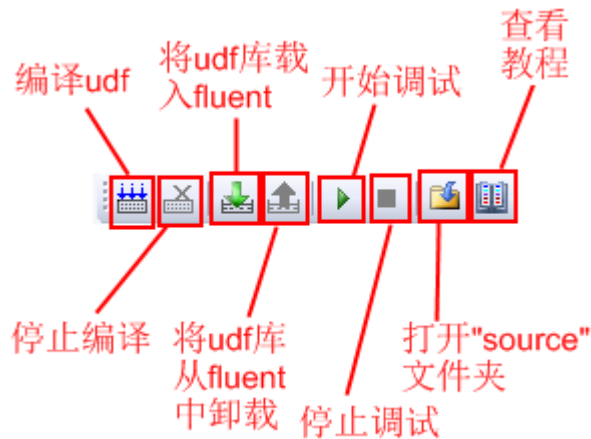 编译udf
将udf库载
入fluent
开始调试
查看
教程
停止编译
将udf库
从fluent
中卸载
停止调试
打开"source"
文件夹